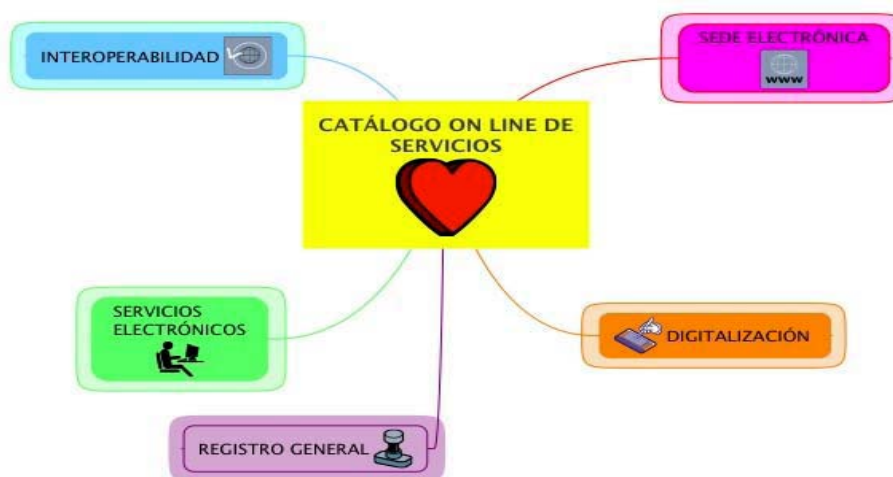 INTEROPERABILIDAD
SEDE ELECTRÓNICA
www
CATÁLOGO ON LINE DE
SERVICIOS
SERVICIOS
ELECTRÓNICOS
DIGITALIZACIÓN
REGISTRO GENERAL